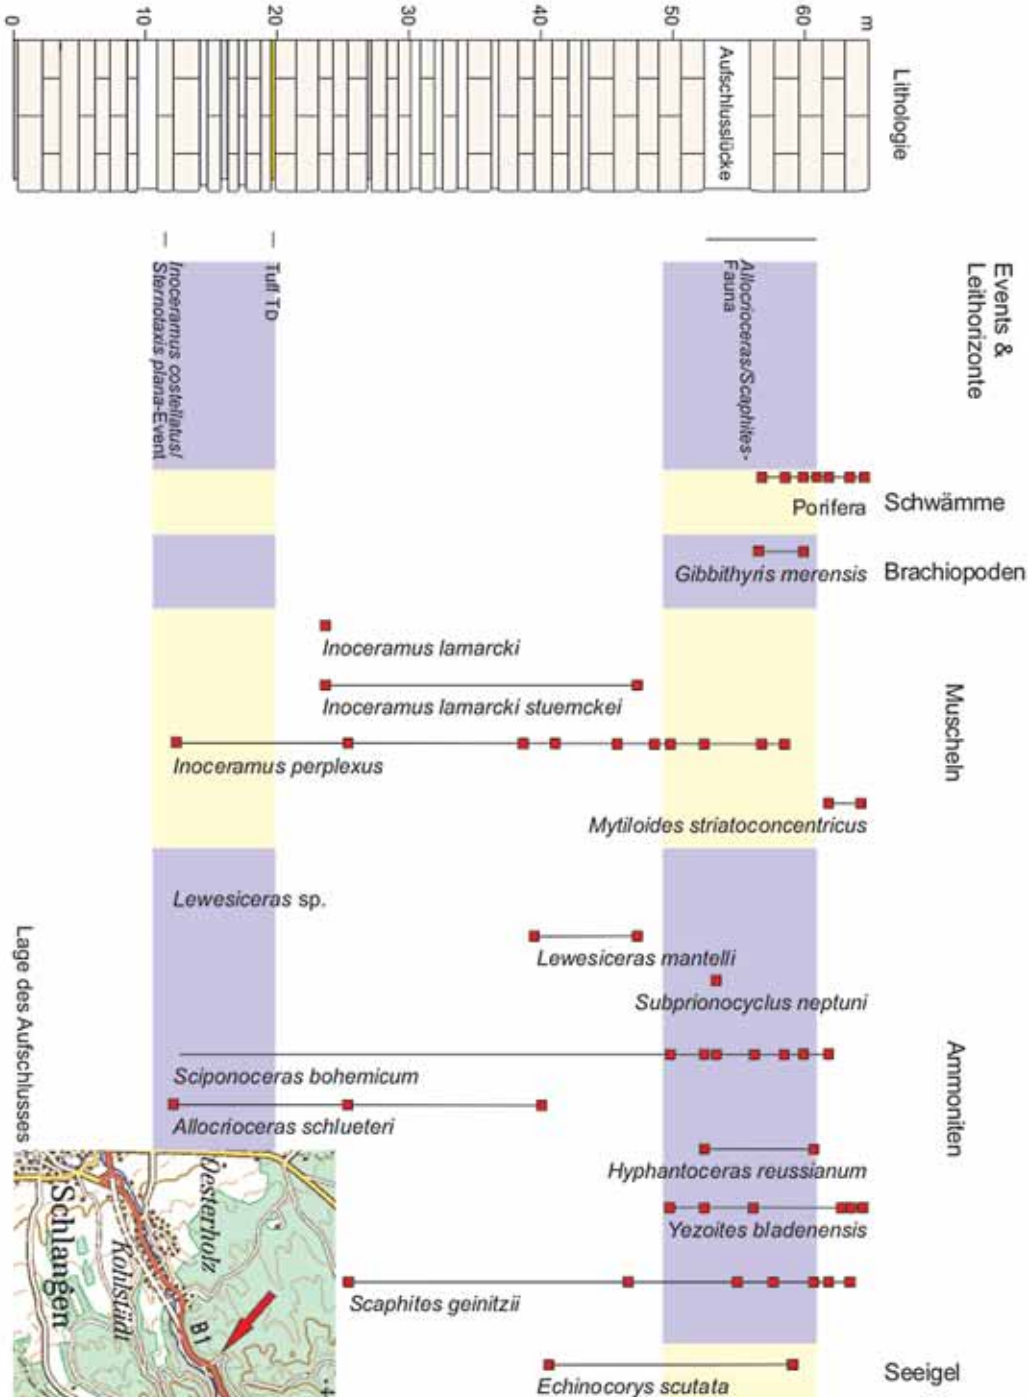 0
10
20
30
40
50
60
m
Lithologie
Aufschlusslücke
Events &
Leithorizonte
Allocrioceras/Scaphites-
Fauna
Tuff TD
Inoceramus costellatus/
Sternotaxis plana-Event
Porifera
Schwämme
Gibbithyris merensis
Brachiopoden
Inoceramus lamarcki
Inoceramus lamarcki stuemckei
Inoceramus perplexus
Mytiloides striatoconcentricus
Muscheln
Lewesiceras sp.
Lewesiceras mantelli
Subprionocyclus neptuni
Sciponoceras bohemicum
Allocrioceras schlueteri
Hyphantoceras reussianum
Yezoites bladenensis
Scaphites geinitzii
Ammoniten
Echinocorys scutata
Seeigel
Lage des Aufschlusses
Oesterholz
Kohlstädt
Schlangen
B1